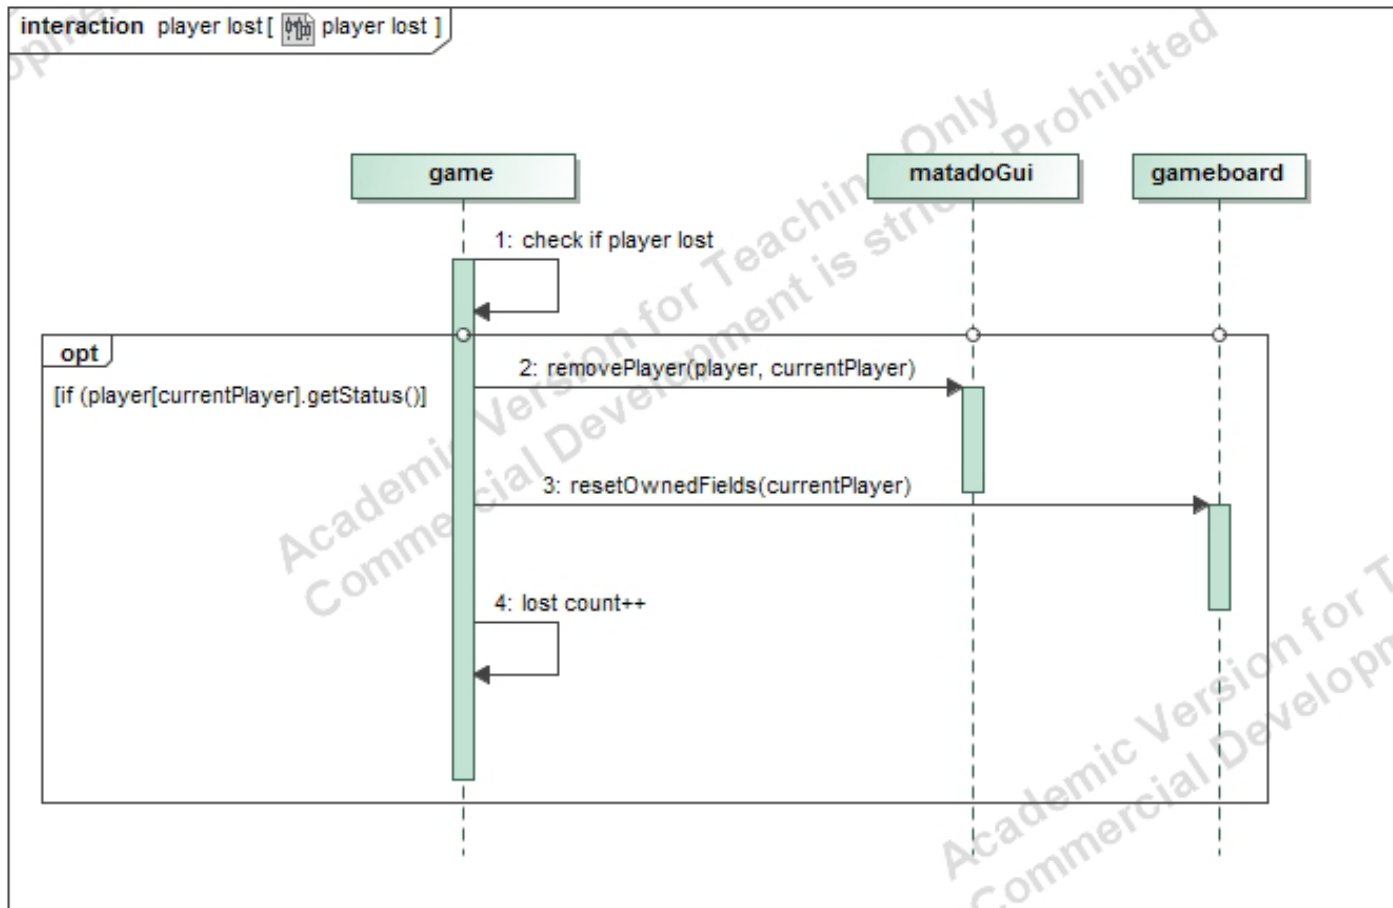 interaction player lost[ player lost ]
game
matadoGui
gameboard
1: check if player lost
opt
[if (player[currentPlayer].getStatus()]
2: removePlayer(player, currentPlayer)
3: resetOwnedFields(currentPlayer)
4: lost count++
Academic Version for Teaching Only
Commercial Development is strictly Prohibited
Academic Version for T
Commercial Developm